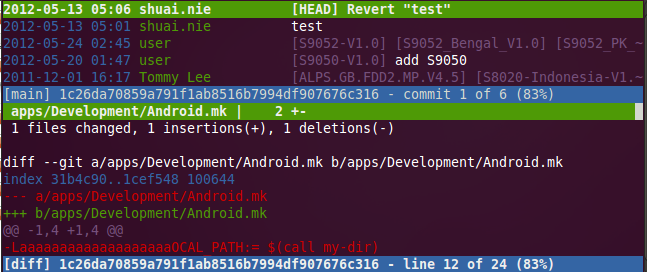 2012-05-13 05:06 shuai.nie [HEAD] Revert "test"
2012-05-13 05:01 shuai.nie test
2012-05-24 02:45 user [S9052-V1.0] [S9052_Bengal_V1.0] [S9052_PK_~
2012-05-20 01:47 user [S9050-V1.0] add S9050
2011-12-01 16:17 Tommy Lee [ALPS.GB.FDD2.MP.V4.5] [S8020-Indonesia-V1.~
[main] 1c26da70859a791f1ab8516b7994df907676c316 - commit 1 of 6 (83%)
apps/Development/Android.mk | 2 +-
1 files changed, 1 insertions(+), 1 deletions(-)
diff --git a/apps/Development/Android.mk b/apps/Development/Android.mk
index 31b4c90..1cef548 100644
--- a/apps/Development/Android.mk
+++ b/apps/Development/Android.mk
@@ -1,4 +1,4 @@
-LaaaaaaaaaaaaaaaaaaaOCAL_PATH:= $(call my-dir)
[diff] 1c26da70859a791f1ab8516b7994df907676c316 - line 12 of 24 (83%)